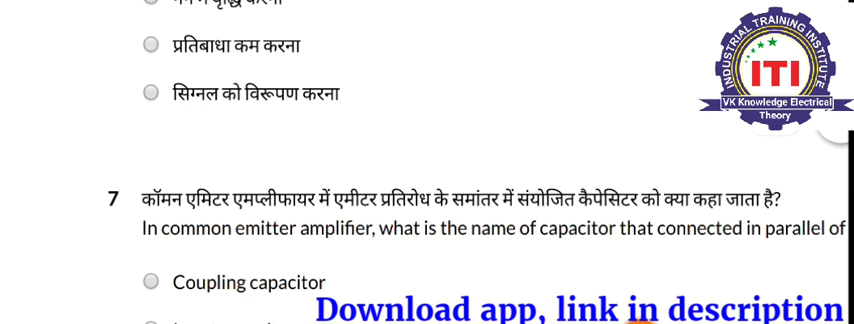 प्रतिबाधा कम करना
सिग्नल को विरूपण करना
INDUSTRIAL TRAINING INSTITUTE
ITI
VK Knowledge Electrical
Theory
7 कॉमन एमिटर एमप्लीफायर में एमीटर प्रतिरोध के समांतर में संयोजित कैपेसिटर को क्या कहा जाता है?
In common emitter amplifier, what is the name of capacitor that connected in parallel of
Coupling capacitor
Download app, link in description